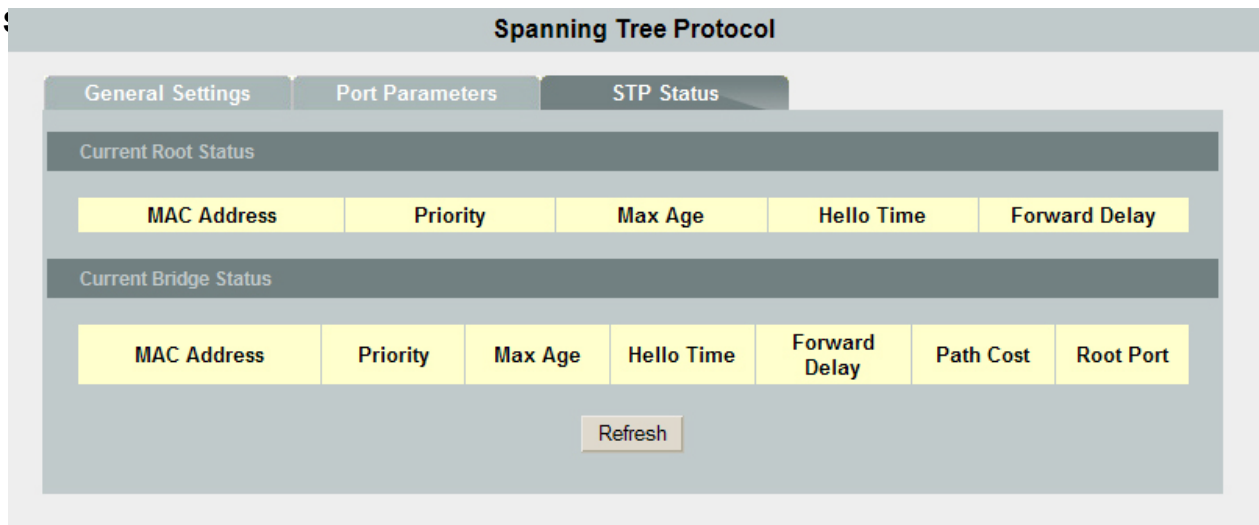 Spanning Tree Protocol
General Settings Port Parameters STP Status
Current Root Status
MAC Address Priority Max Age Hello Time Forward Delay
Current Bridge Status
MAC Address Priority Max Age Hello Time Forward Delay Path Cost Root Port
Refresh